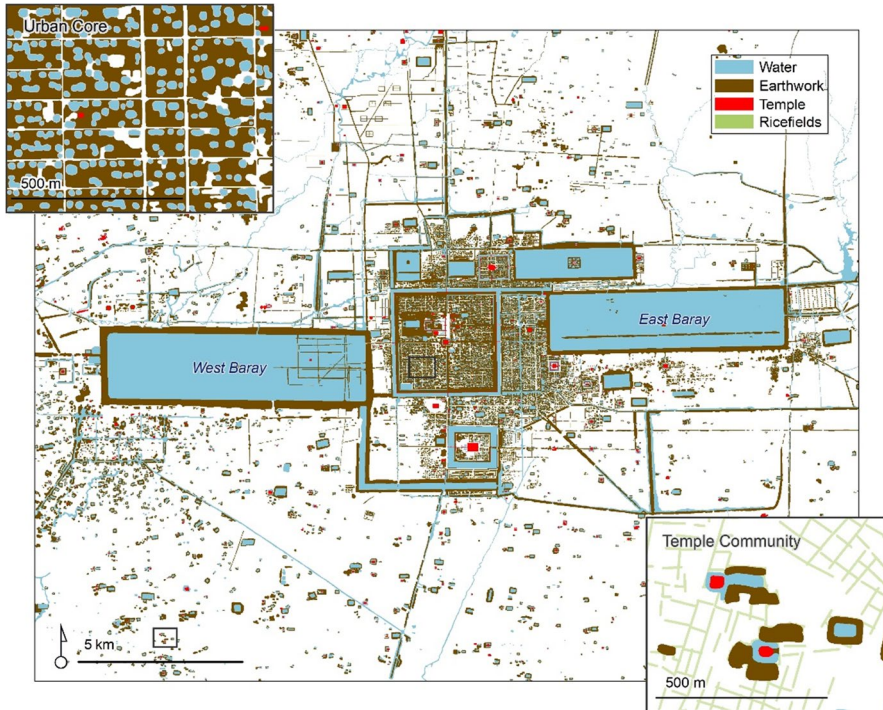 Urban Core
500 m
Water
Earthwork
Temple
Ricefields
East Baray
West Baray
5 km
Temple Community
500 m